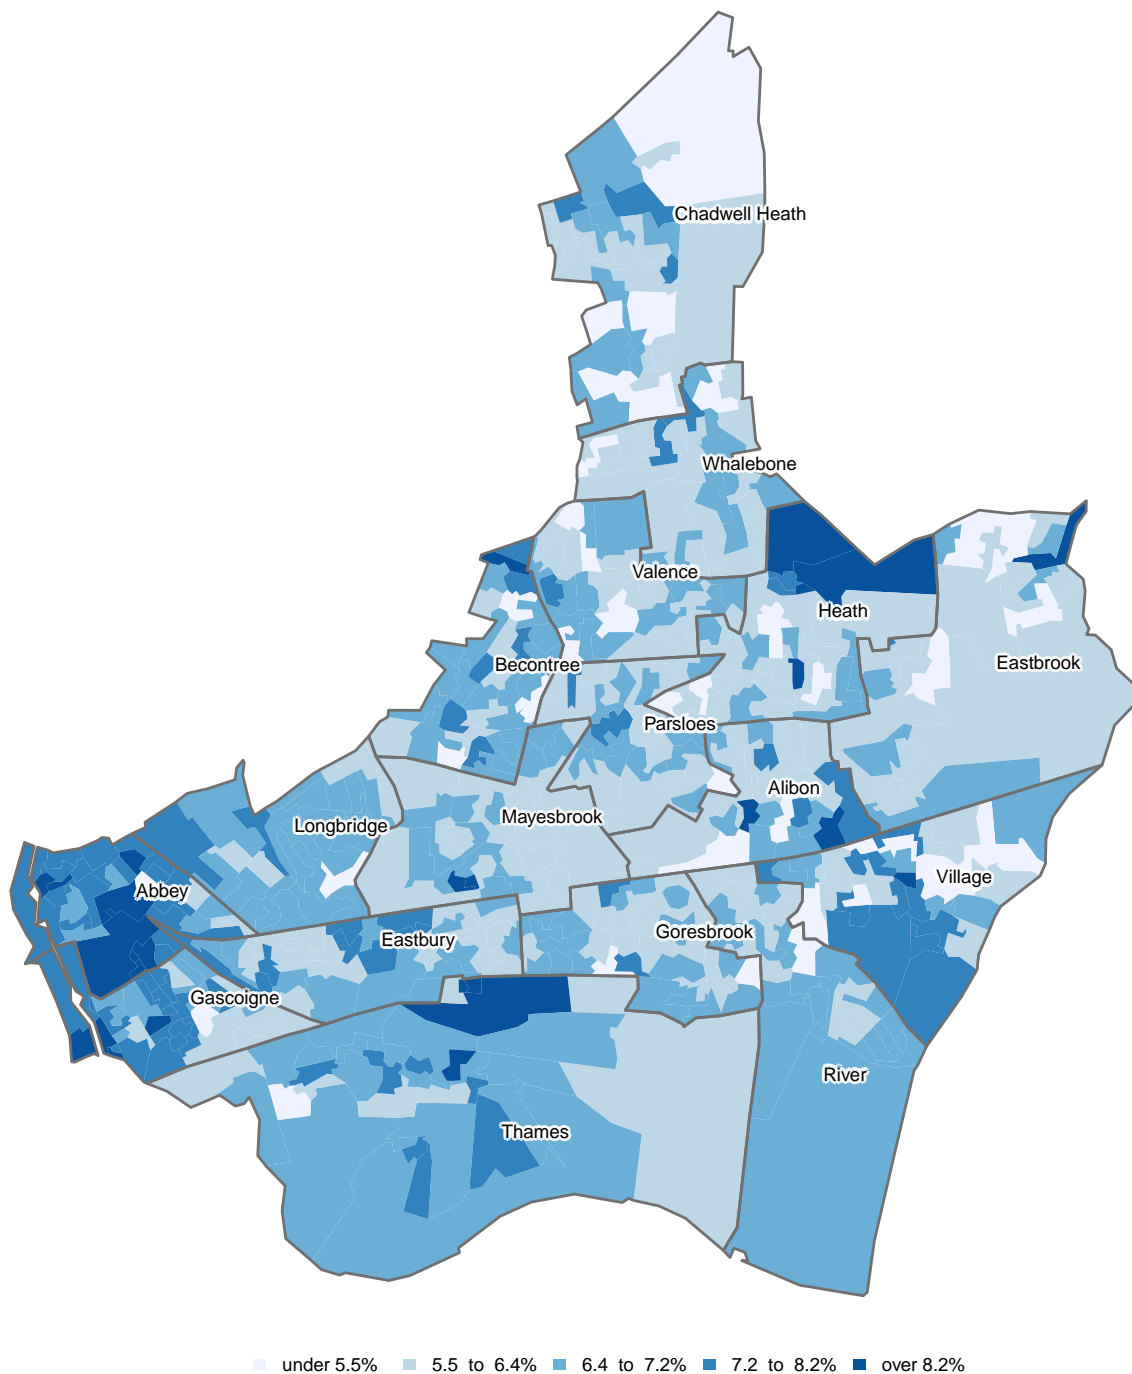 Chadwell Heath
Whalebone
Valence
Heath
Becontree
Eastbrook
Parsloes
Alibon
Mayesbrook
Longbridge
Abbey
Village
Goresbrook
Eastbury
Gascoigne
River
Thames
under 5.5% 5.5 to 6.4% 6.4 to 7.2% 7.2 to 8.2% over 8.2%